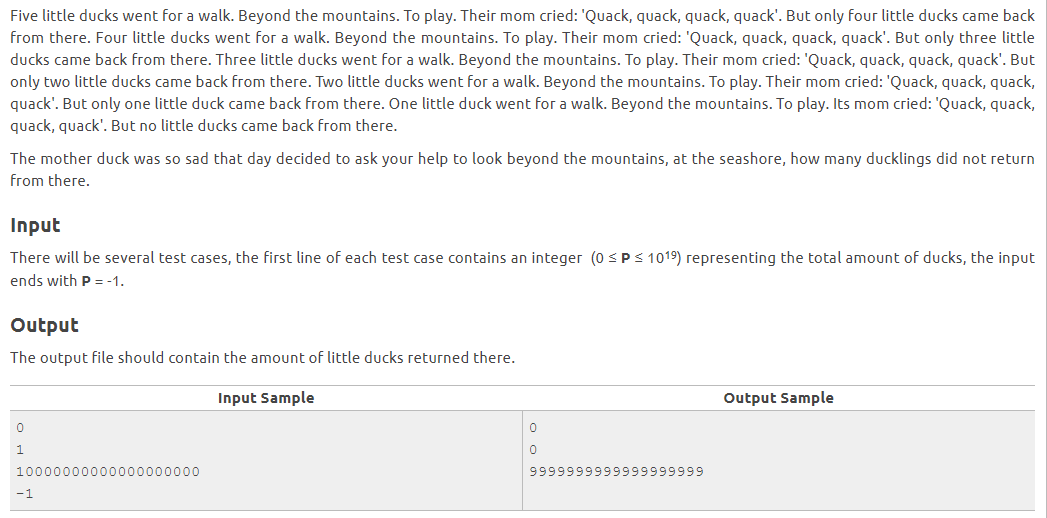 Five little ducks went for a walk. Beyond the mountains. To play. Their mom cried: 'Quack, quack, quack, quack'. But only four little ducks came back
from there. Four little ducks went for a walk. Beyond the mountains. To play. Their mom cried: 'Quack, quack, quack, quack'. But only three little
ducks came back from there. Three little ducks went for a walk. Beyond the mountains. To play. Their mom cried: 'Quack, quack, quack, quack'. But
only two little ducks came back from there. Two little ducks went for a walk. Beyond the mountains. To play. Their mom cried: 'Quack, quack, quack,
quack'. But only one little duck came back from there. One little duck went for a walk. Beyond the mountains. To play. Its mom cried: 'Quack, quack,
quack, quack'. But no little ducks came back from there.
The mother duck was so sad that day decided to ask your help to look beyond the mountains, at the seashore, how many ducklings did not return
from there.
Input
There will be several test cases, the first line of each test case contains an integer (0 ≤ P ≤ 10¹⁹) representing the total amount of ducks, the input
ends with P = -1.
Output
The output file should contain the amount of little ducks returned there.
Input Sample Output Sample
0 0
1 0
10000000000000000000 9999999999999999999
-1